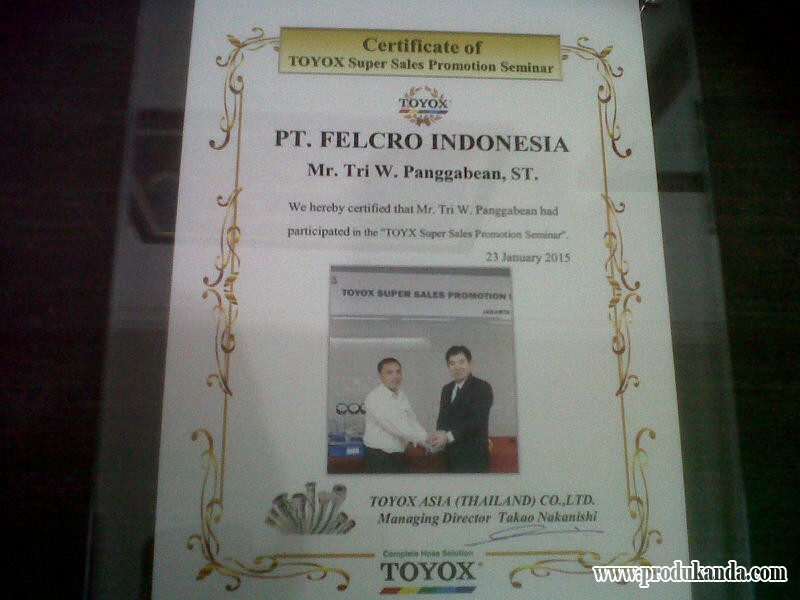 Certificate of
TOYOX Super Sales Promotion Seminar
TOYOX
PT. FELCRO INDONESIA
Mr. Tri W. Panggabean, ST.
We hereby certified that Mr. Tri W. Panggabean had
participated in the "TOYX Super Sales Promotion Seminar".
23 January 2015
TOYOX SUPER SALES PROMOTION
JAKARTA
TOYOX ASIA (THAILAND) CO.,LTD.
Managing Director Takao Nakanishi
Complete Hose Solution
TOYOX®
www.produkanda.com